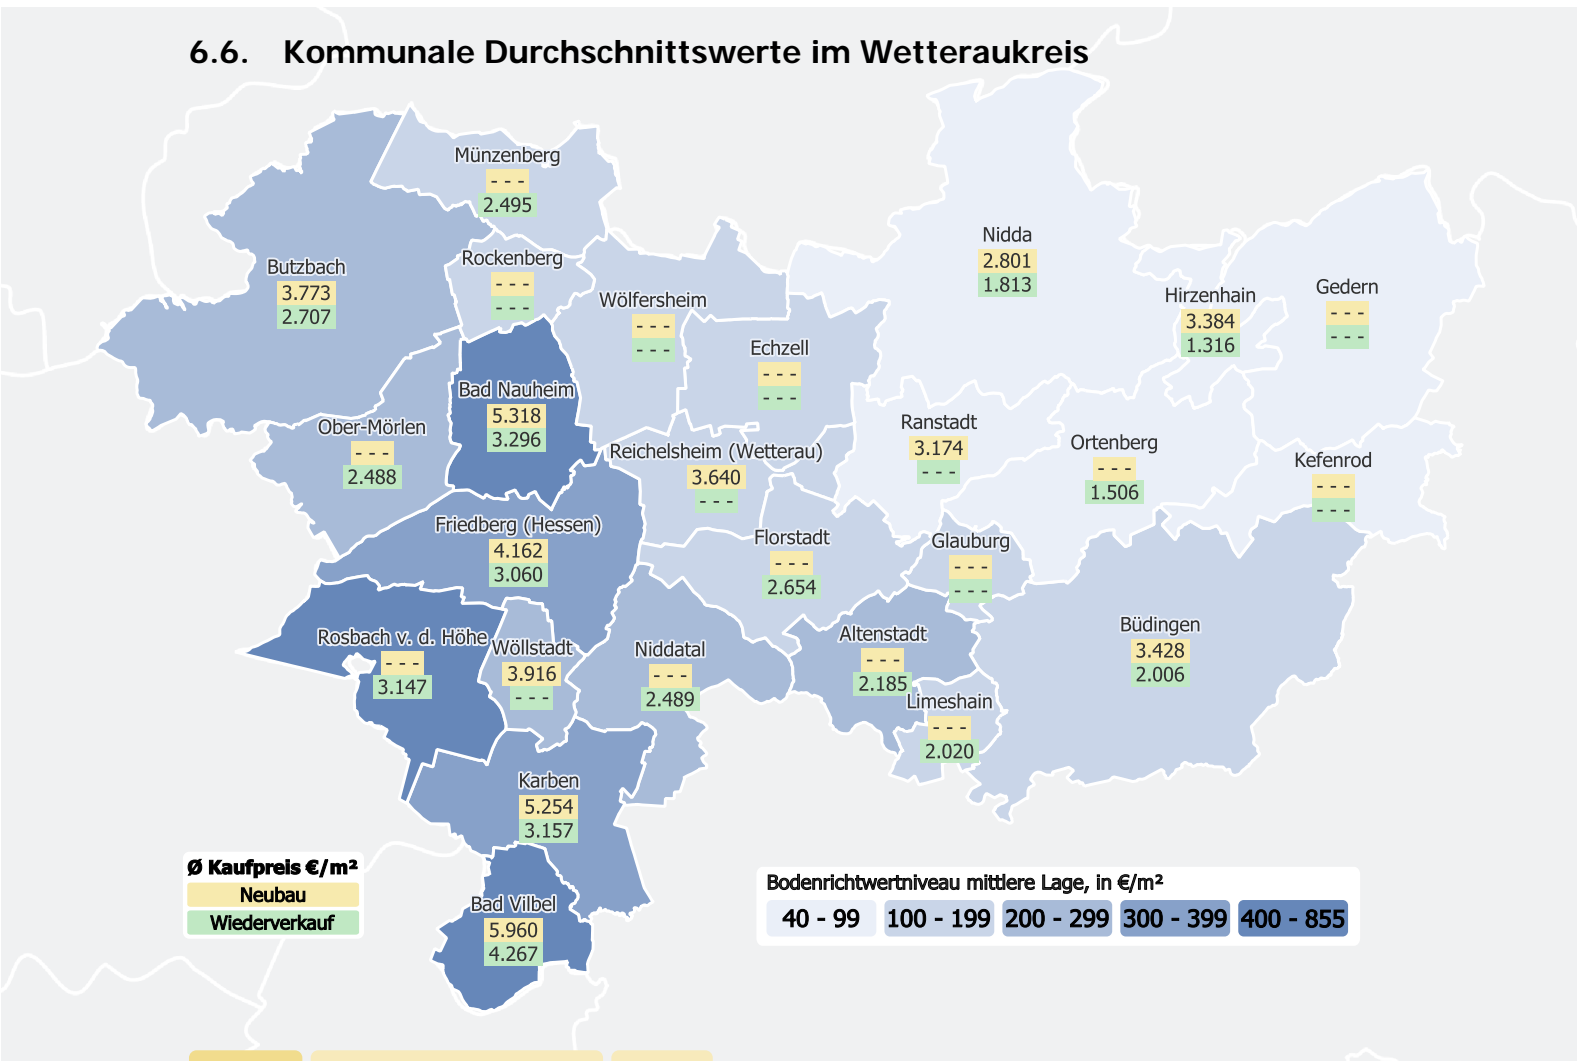 6.6. Kommunale Durchschnittswerte im Wetteraukreis
Münzenberg
- - -
2.495
Butzbach
3.773
2.707
Rockenberg
- - -
- - -
Wölfersheim
- - -
- - -
Nidda
2.801
1.813
Hirzenhain
3.384
1.316
Gedern
- - -
- - -
Echzell
- - -
- - -
Bad Nauheim
5.318
3.296
Ober-Mörlen
- - -
2.488
Reichelsheim (Wetterau)
3.640
- - -
Ranstadt
3.174
- - -
Ortenberg
- - -
1.506
Kefenrod
- - -
- - -
Friedberg (Hessen)
4.162
3.060
Florstadt
- - -
2.654
Glauburg
- - -
- - -
Rosbach v. d. Höhe
- - -
3.147
Wöllstadt
3.916
- - -
Niddatal
- - -
2.489
Altenstadt
- - -
2.185
Büdingen
3.428
2.006
Limeshain
- - -
2.020
Karben
5.254
3.157
Bad Vilbel
5.960
4.267
Ø Kaufpreis €/m²
Neubau
Wiederverkauf
Bodenrichtwertniveau mittlere Lage, in €/m²
40 - 99 100 - 199 200 - 299 300 - 399 400 - 855